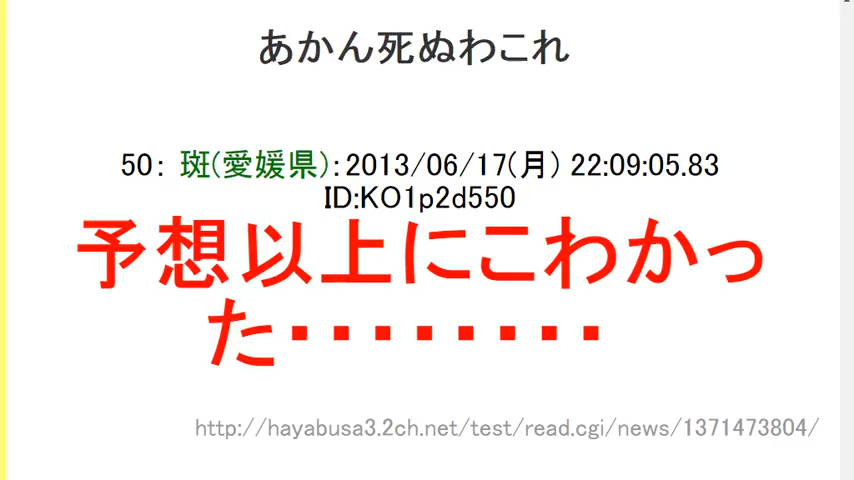 あかん死ぬわこれ
50: 斑(愛媛県):2013/06/17(月) 22:09:05.83
ID:KO1p2d550
予想以上にこわかっ
た・・・・・・・・
http://hayabusa3.2ch.net/test/read.cgi/news/1371473804/